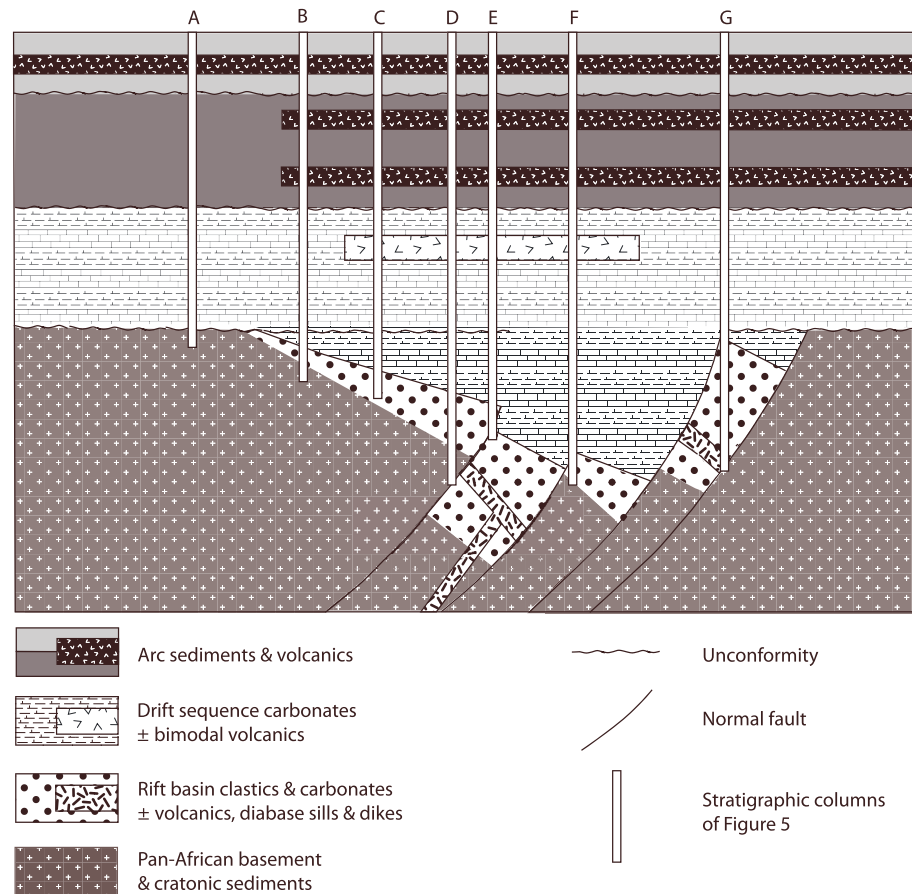 A B C D E F G
Arc sediments & volcanics
Unconformity
Drift sequence carbonates
± bimodal volcanics
Normal fault
Rift basin clastics & carbonates
± volcanics, diabase sills & dikes
Stratigraphic columns
of Figure 5
Pan-African basement
& cratonic sediments